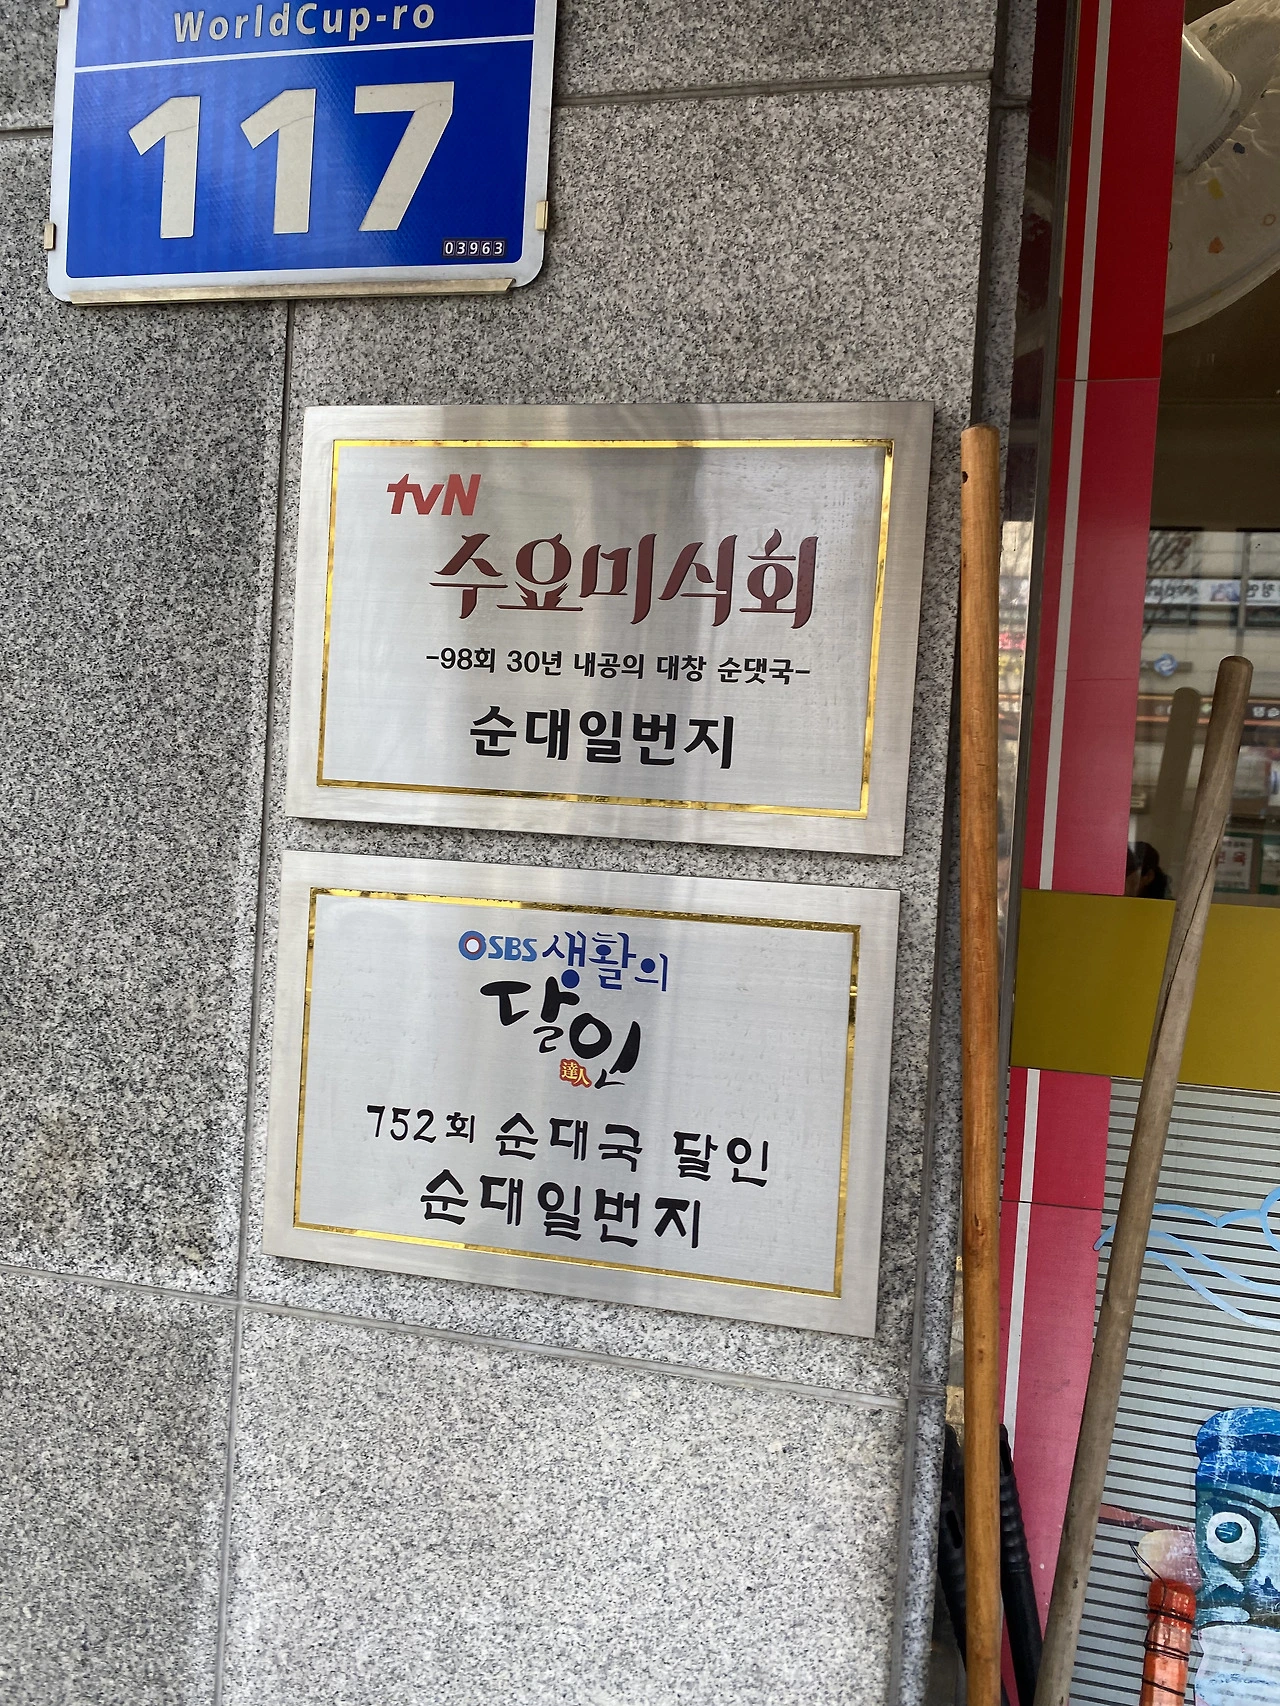 WorldCup-ro
117
03963
tvN
수요미식회
-98회 30년 내공의 대창 순댓국-
순대일번지
SBS 생활의
달인
達人
752회 순대국 달인
순대일번지